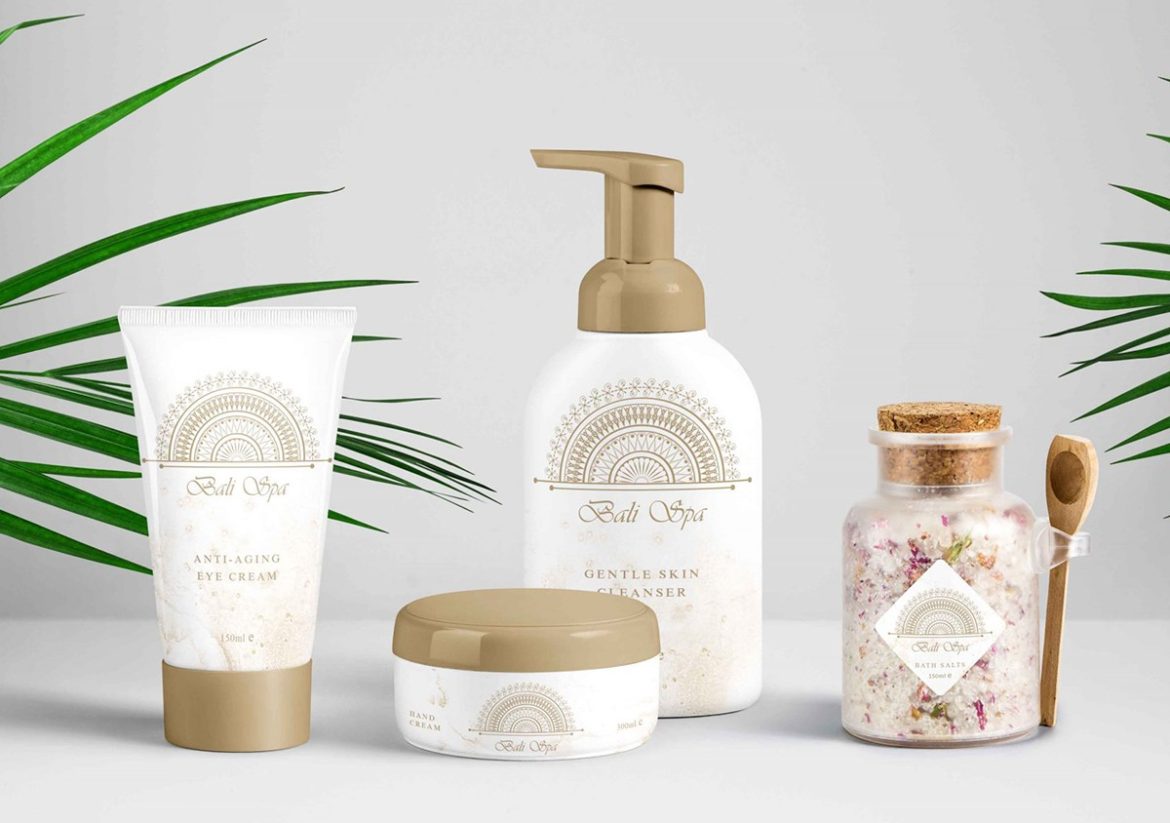 Bali Spa
ANTI-AGING
EYE CREAM
150ml e
HAND
CREAM
Bali Spa
300ml e
Bali Spa
GENTLE SKIN
CLEANSER
Bali Spa
BATH SALTS
150ml e